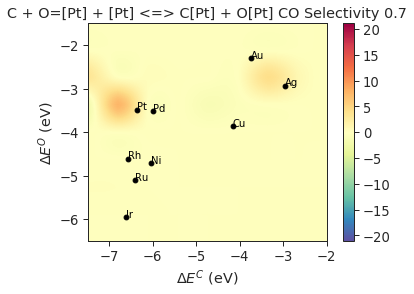 C + O=[Pt] + [Pt] <=> C[Pt] + O[Pt] CO Selectivity 0.7
−2
−3
−4
−5
−6
ΔE^O (eV)
Au
Ag
Pt
Pd
Cu
Rh
Ni
Ru
Ir
−7
−6
−5
−4
−3
−2
ΔE^C (eV)
20
15
10
5
0
−5
−10
−15
−20